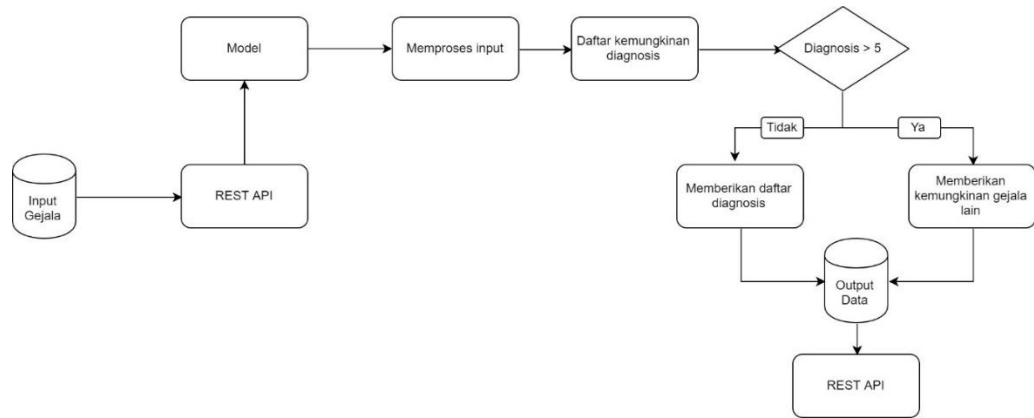 Model
Memproses input
Daftar kemungkinan
diagnosis
Diagnosis > 5
Tidak
Ya
Input
Gejala
REST API
Memberikan daftar
diagnosis
Memberikan
kemungkinan gejala
lain
Output
Data
REST API